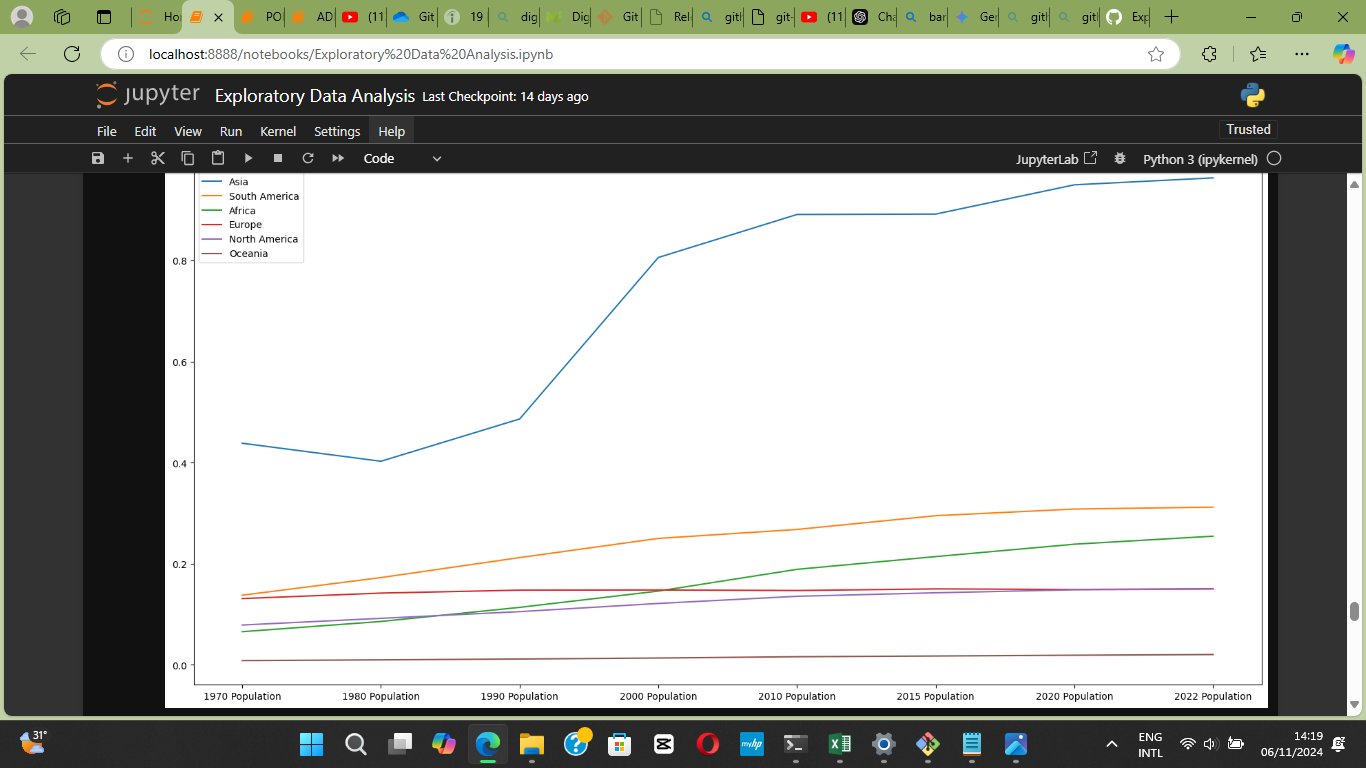 Ho PO AD (11 Git 19 dig Dig Git Rel gitl git- (11 Cha bar Ger gitl gitl Exp
localhost:8888/notebooks/Exploratory%20Data%20Analysis.ipynb
jupyter Exploratory Data Analysis Last Checkpoint: 14 days ago
File Edit View Run Kernel Settings Help Trusted
Code JupyterLab Python 3 (ipykernel)
Asia
South America
Africa
Europe
North America
Oceania
0.8
0.6
0.4
0.2
0.0
1970 Population 1980 Population 1990 Population 2000 Population 2010 Population 2015 Population 2020 Population 2022 Population
31°
myhp
ENG
INTL
14:19
06/11/2024